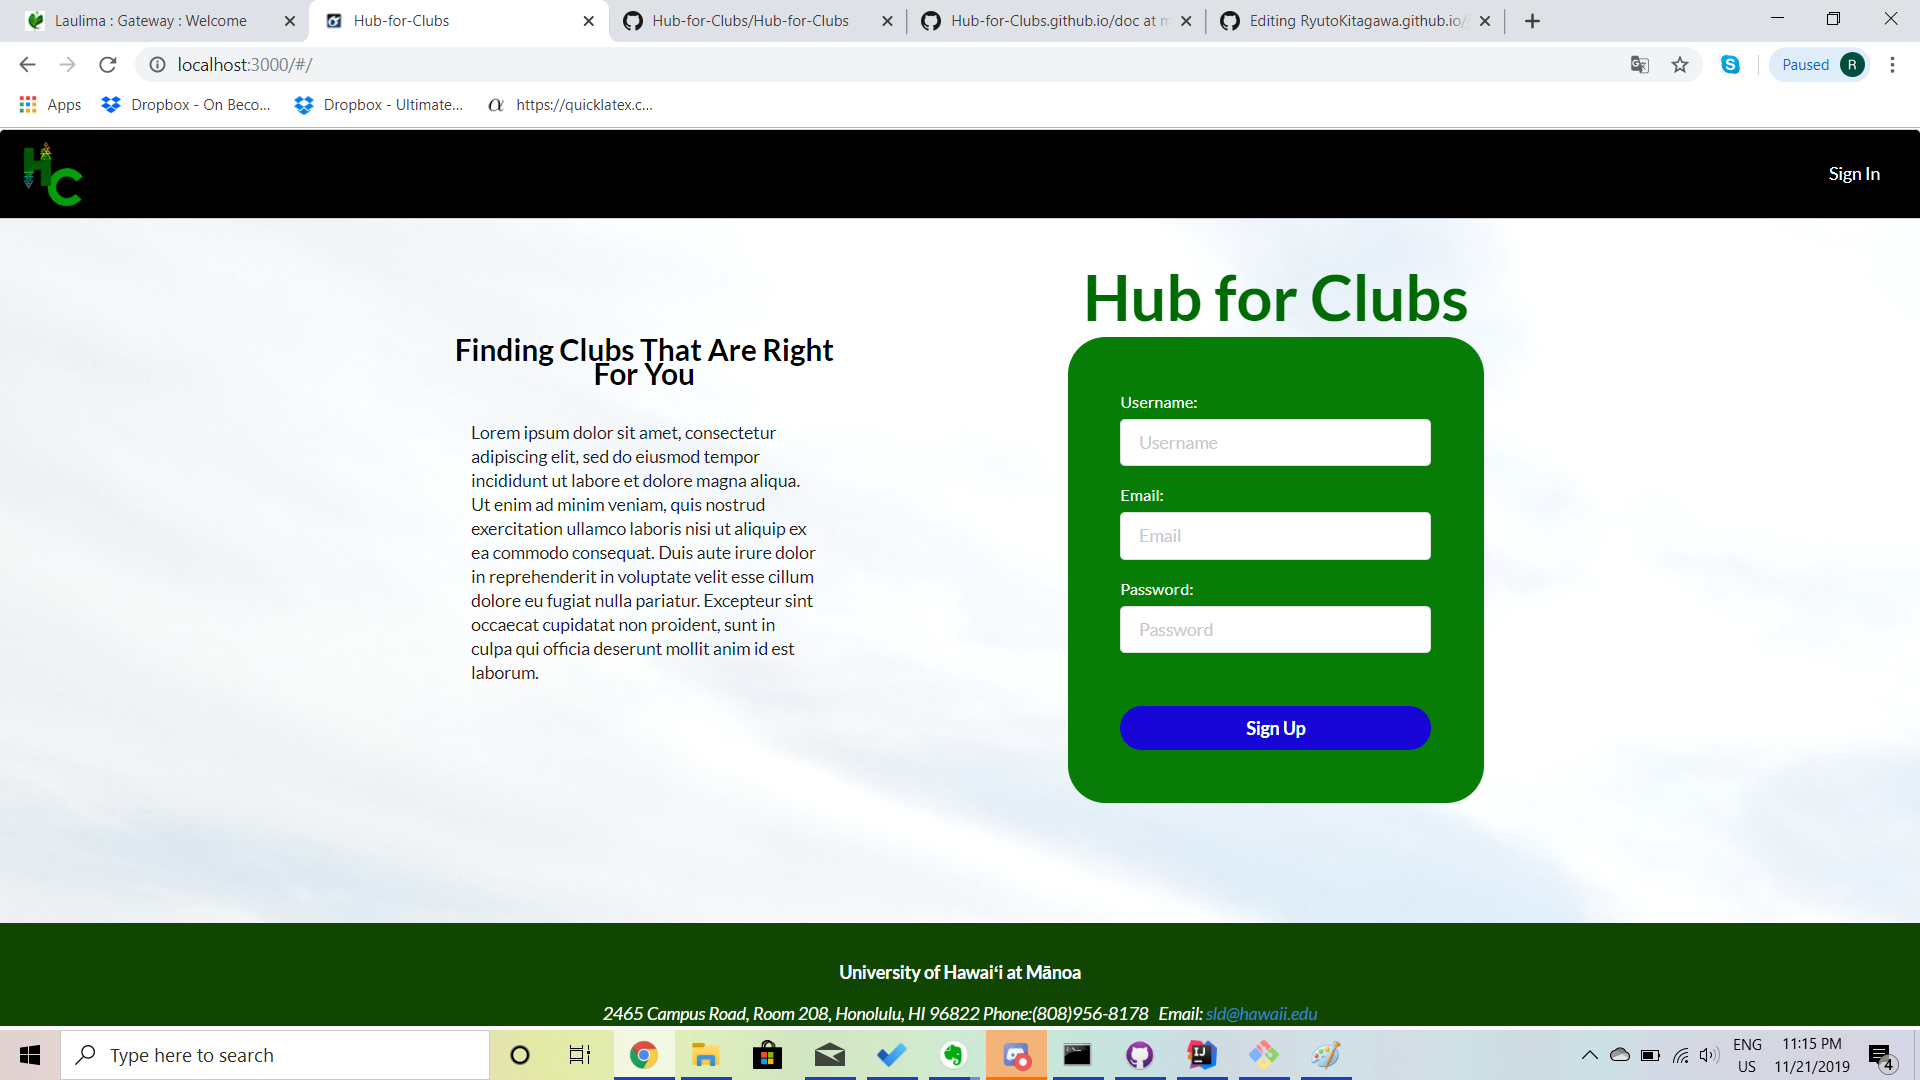 Laulima : Gateway : Welcome
Hub-for-Clubs
Hub-for-Clubs/Hub-for-Clubs
Hub-for-Clubs.github.io/doc at m
Editing RyutoKitagawa.github.io/
localhost:3000/#/
S
Paused R
Apps
Dropbox - On Beco...
Dropbox - Ultimate...
α https://quicklatex.c...
HC
Sign In
Hub for Clubs
Finding Clubs That Are Right
For You
Lorem ipsum dolor sit amet, consectetur
adipiscing elit, sed do eiusmod tempor
incididunt ut labore et dolore magna aliqua.
Ut enim ad minim veniam, quis nostrud
exercitation ullamco laboris nisi ut aliquip ex
ea commodo consequat. Duis aute irure dolor
in reprehenderit in voluptate velit esse cillum
dolore eu fugiat nulla pariatur. Excepteur sint
occaecat cupidatat non proident, sunt in
culpa qui officia deserunt mollit anim id est
laborum.
Username:
Username
Email:
Email
Password:
Password
Sign Up
University of Hawaiʻi at Mānoa
2465 Campus Road, Room 208, Honolulu, HI 96822 Phone:(808)956-8178 Email: sld@hawaii.edu
Type here to search
IJ
ENG
US
11:15 PM
11/21/2019
4